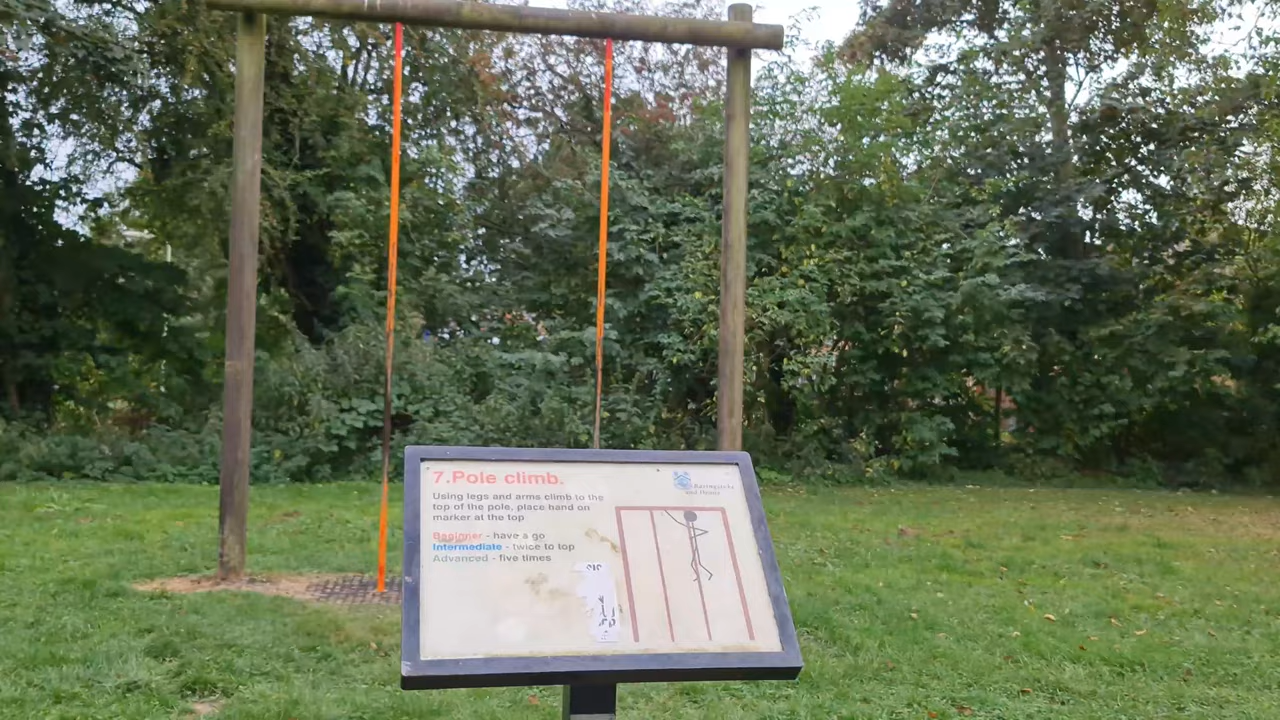 7.Pole climb.
Using legs and arms climb to the
top of the pole, place hand on
marker at the top
Beginner - have a go
Intermediate - twice to top
Advanced - five times